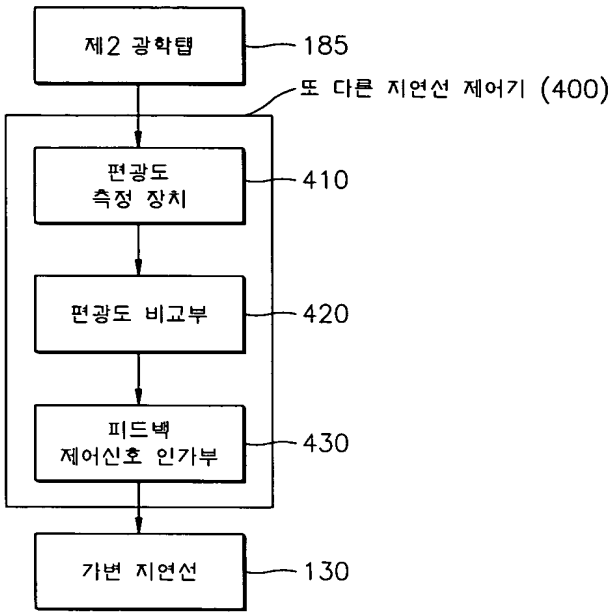 제2 광학탭
185
또 다른 지연선 제어기 (400)
편광도
측정 장치
410
편광도 비교부
420
피드백
제어신호 인가부
430
가변 지연선
130